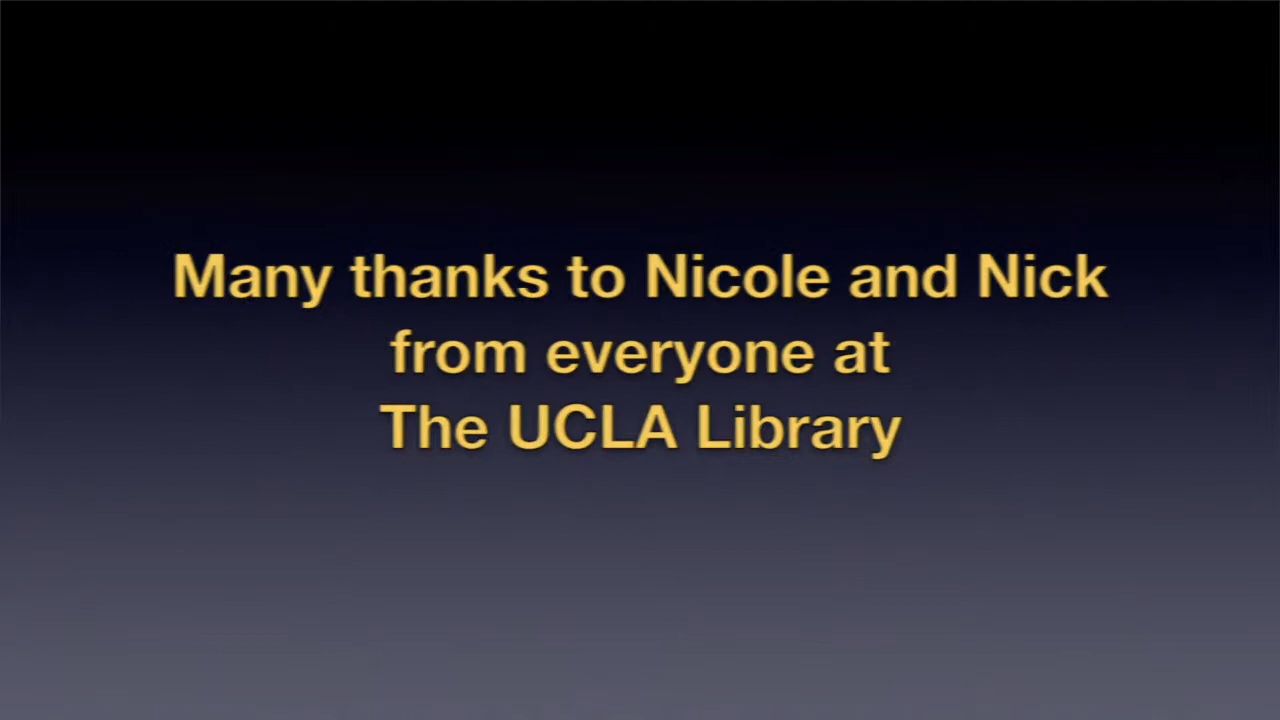 Many thanks to Nicole and Nick
from everyone at
The UCLA Library